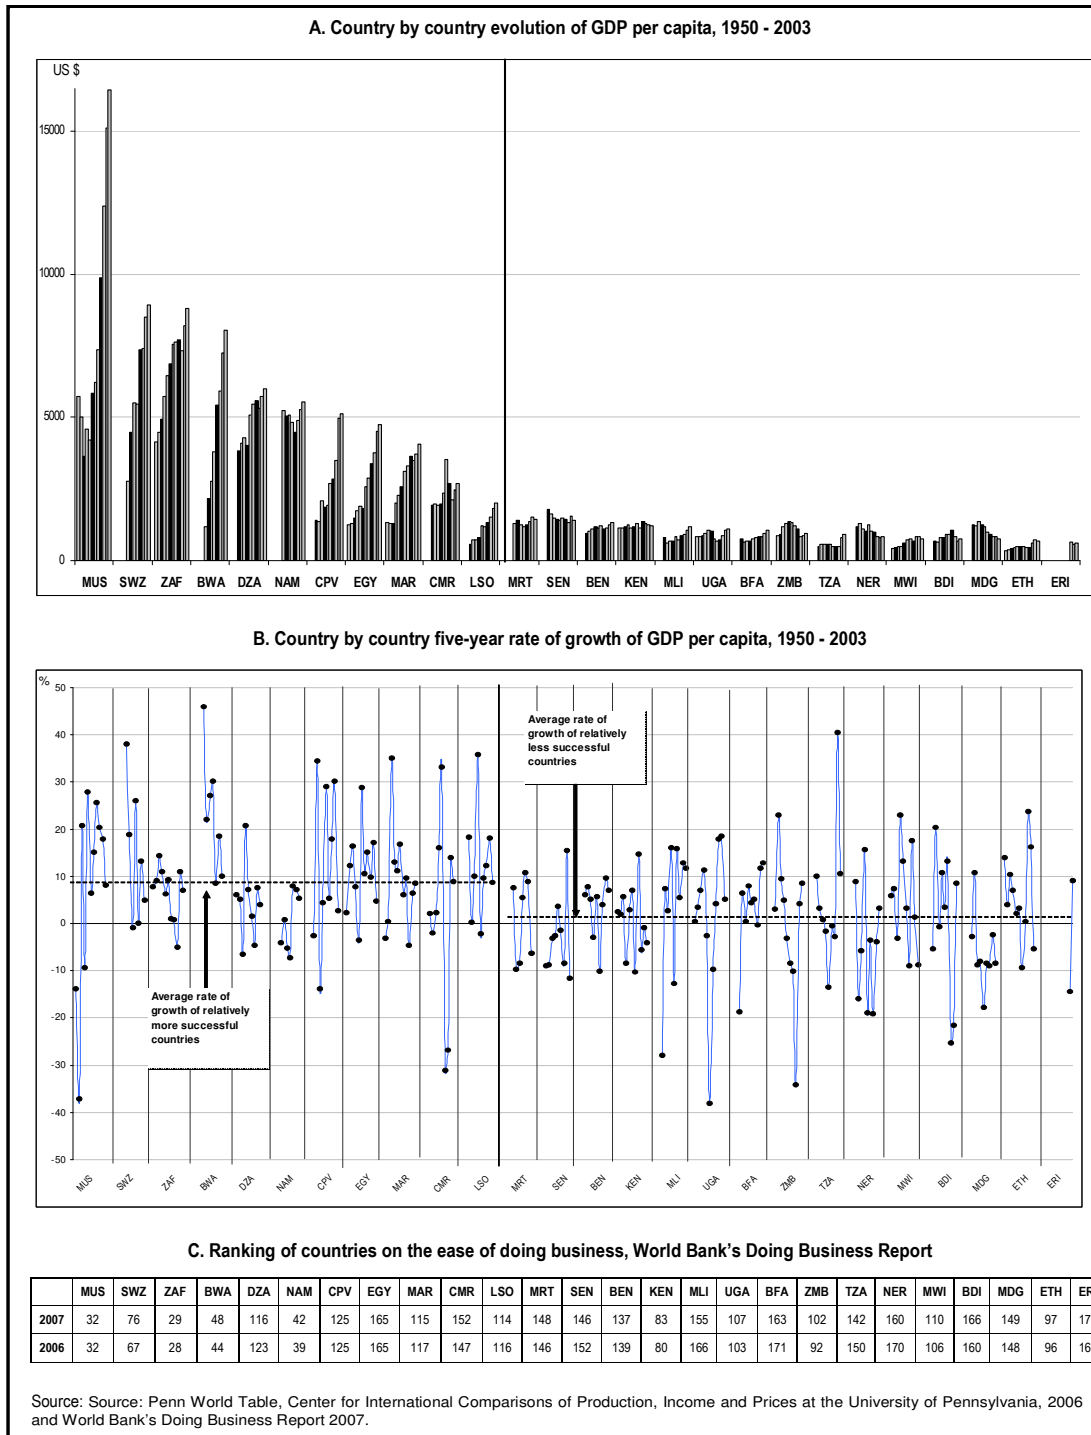 A. Country by country evolution of GDP per capita, 1950 - 2003
US $
15000
10000
5000
0
MUS SWZ ZAF BWA DZA NAM CPV EGY MAR CMR LSO MRT SEN BEN KEN MLI UGA BFA ZMB TZA NER MWI BDI MDG ETH ERI
B. Country by country five-year rate of growth of GDP per capita, 1950 - 2003
%
50
40
30
20
10
0
-10
-20
-30
-40
-50
Average rate of
growth of relatively
less successful
countries
Average rate of
growth of relatively
more successful
countries
MUS SWZ ZAF BWA DZA NAM CPV EGY MAR CMR LSO MRT SEN BEN KEN MLI UGA BFA ZMB TZA NER MWI BDI MDG ETH ERI
C. Ranking of countries on the ease of doing business, World Bank's Doing Business Report
MUS SWZ ZAF BWA DZA NAM CPV EGY MAR CMR LSO MRT SEN BEN KEN MLI UGA BFA ZMB TZA NER MWI BDI MDG ETH
2007 32 76 29 48 116 42 125 165 115 152 114 148 146 137 83 155 107 163 102 142 160 110 166 149 97
2006 32 67 28 44 123 39 125 165 117 147 116 146 152 139 80 166 103 171 92 150 170 106 160 148 96
Source: Source: Penn World Table, Center for International Comparisons of Production, Income and Prices at the University of Pennsylvania, 2006
and World Bank's Doing Business Report 2007.